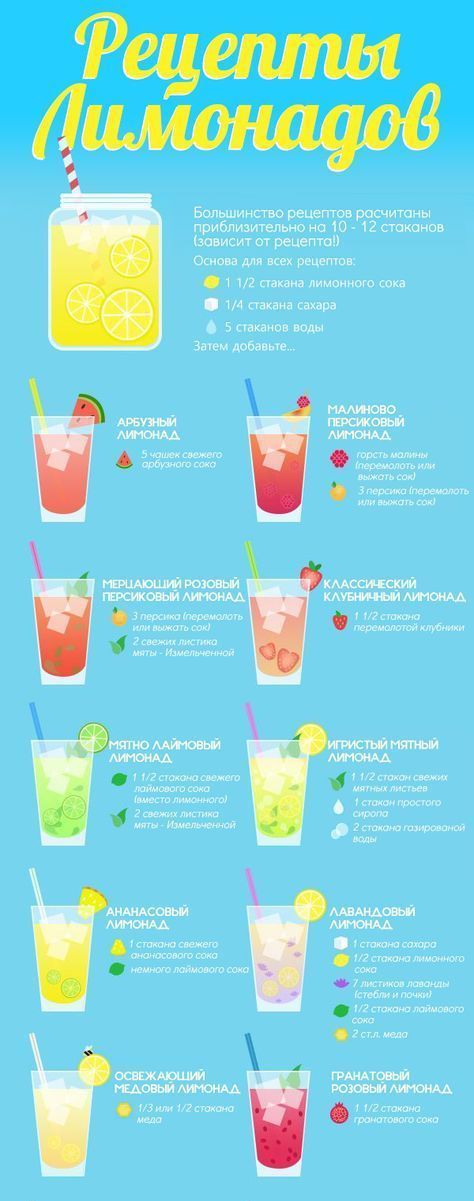 Рецепты
Лимонадов
Большинство рецептов расчитаны
приблизительно на 10 - 12 стаканов
(зависит от рецепта!)
Основа для всех рецептов:
1 1/2 стакана лимонного сока
1/4 стакана сахара
5 стаканов воды
Затем добавьте...
АРБУЗНЫЙ
ЛИМОНАД
5 чашек свежего
арбузного сока
МАЛИНОВО
ПЕРСИКОВЫЙ
ЛИМОНАД
горсть малины
(перемолоть или
выжать сок)
3 персика (перемолоть
или выжать сок)
МЕРЦАЮЩИЙ РОЗОВЫЙ
ПЕРСИКОВЫЙ ЛИМОНАД
3 персика (перемолоть
или выжать сок)
2 свежих листика
мяты - Измельченной
КЛАССИЧЕСКИЙ
КЛУБНИЧНЫЙ ЛИМОНАД
1 1/2 стакана
перемолотой клубники
МЯТНО ЛАЙМОВЫЙ
ЛИМОНАД
1 1/2 стакана свежего
лаймового сока
(вместо лимонного)
2 свежих листика
мяты - Измельченной
ИГРИСТЫЙ МЯТНЫЙ
ЛИМОНАД
1 1/2 стакан свежих
мятных листьев
1 стакан простого
сиропа
2 стакана газированой
воды
АНАНАСОВЫЙ
ЛИМОНАД
1 стакана свежего
ананасового сока
немного лаймового сока
ЛАВАНДОВЫЙ
ЛИМОНАД
1 стакана сахара
1/2 стакана лимонного
сока
7 листиков лаванды
(стебли и почки)
1/2 стакана лаймового
сока
2 ст.л. меда
ОСВЕЖАЮЩИЙ
МЕДОВЫЙ ЛИМОНАД
1/3 или 1/2 стакана
меда
ГРАНАТОВЫЙ
РОЗОВЫЙ ЛИМОНАД
1 1/2 стакана
гранатового сока